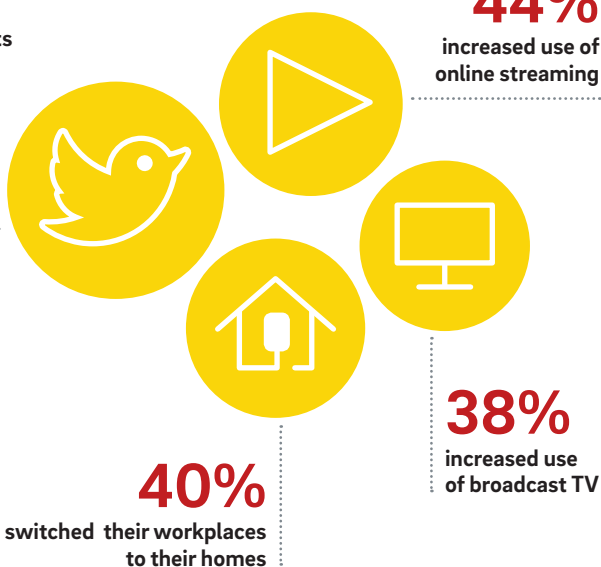 44%
increased use of
online streaming
38%
increased use
of broadcast TV
40%
switched their workplaces
to their homes